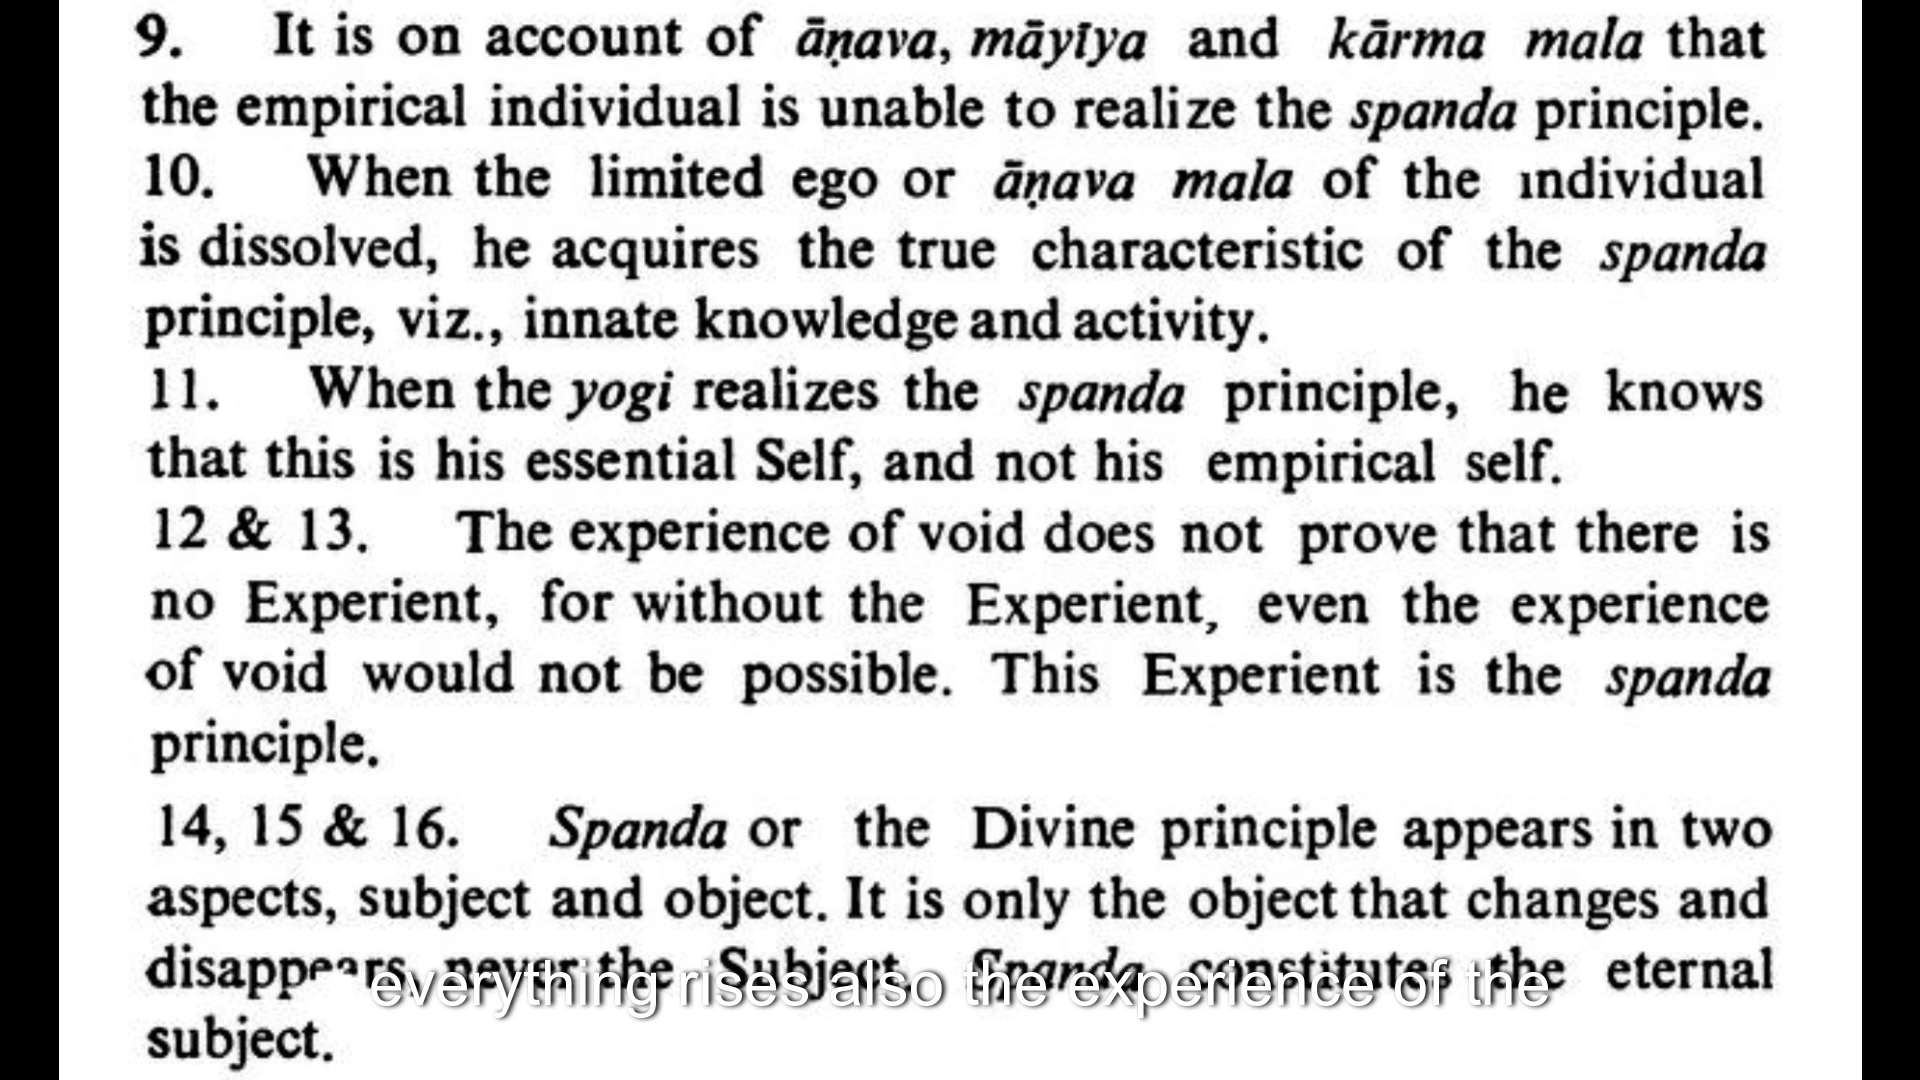 9. It is on account of āṇava, māyīya and kārma mala that
the empirical individual is unable to realize the spanda principle.
10. When the limited ego or āṇava mala of the individual
is dissolved, he acquires the true characteristic of the spanda
principle, viz., innate knowledge and activity.
11. When the yogi realizes the spanda principle, he knows
that this is his essential Self, and not his empirical self.
12 & 13. The experience of void does not prove that there is
no Experient, for without the Experient, even the experience
of void would not be possible. This Experient is the spanda
principle.
14, 15 & 16. Spanda or the Divine principle appears in two
aspects, subject and object. It is only the object that changes and
disappears never the Subject. Spanda constitutes the eternal
everything rises also the experience of the
subject.